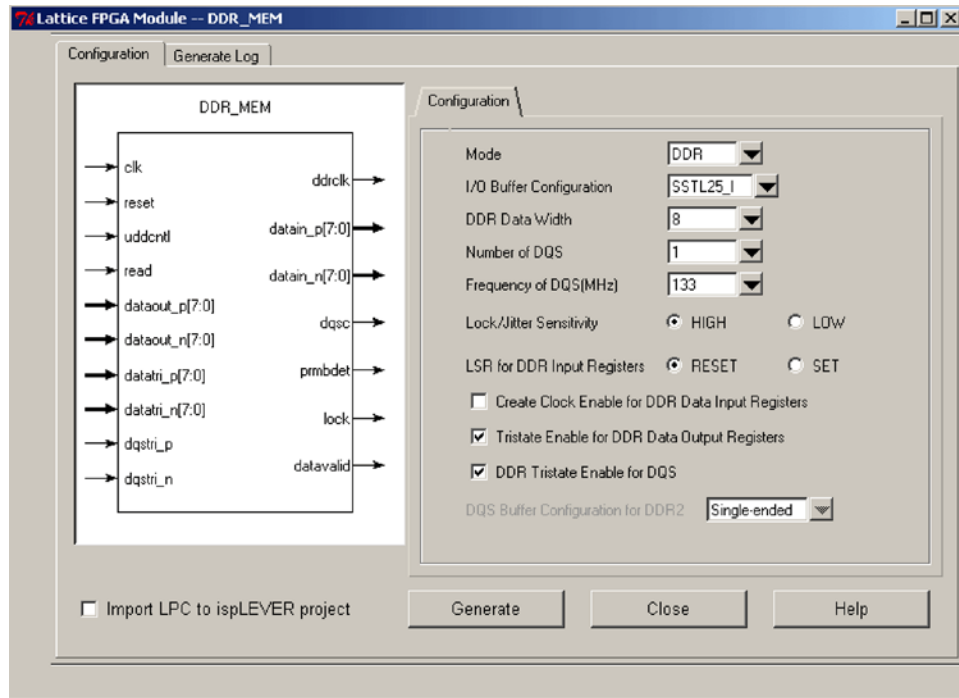 Lattice FPGA Module -- DDR_MEM
Configuration
Generate Log
DDR_MEM
clk
reset
uddcntl
read
dataout_p[7:0]
dataout_n[7:0]
datatri_p[7:0]
datatri_n[7:0]
dqstri_p
dqstri_n
ddrclk
datain_p[7:0]
datain_n[7:0]
dqsc
prmbdet
lock
datavalid
Configuration
Mode DDR
I/O Buffer Configuration SSTL25_I
DDR Data Width 8
Number of DQS 1
Frequency of DQS(MHz) 133
Lock/Jitter Sensitivity HIGH LOW
LSR for DDR Input Registers RESET SET
Create Clock Enable for DDR Data Input Registers
Tristate Enable for DDR Data Output Registers
DDR Tristate Enable for DQS
DQS Buffer Configuration for DDR2 Single-ended
Import LPC to ispLEVER project
Generate
Close
Help